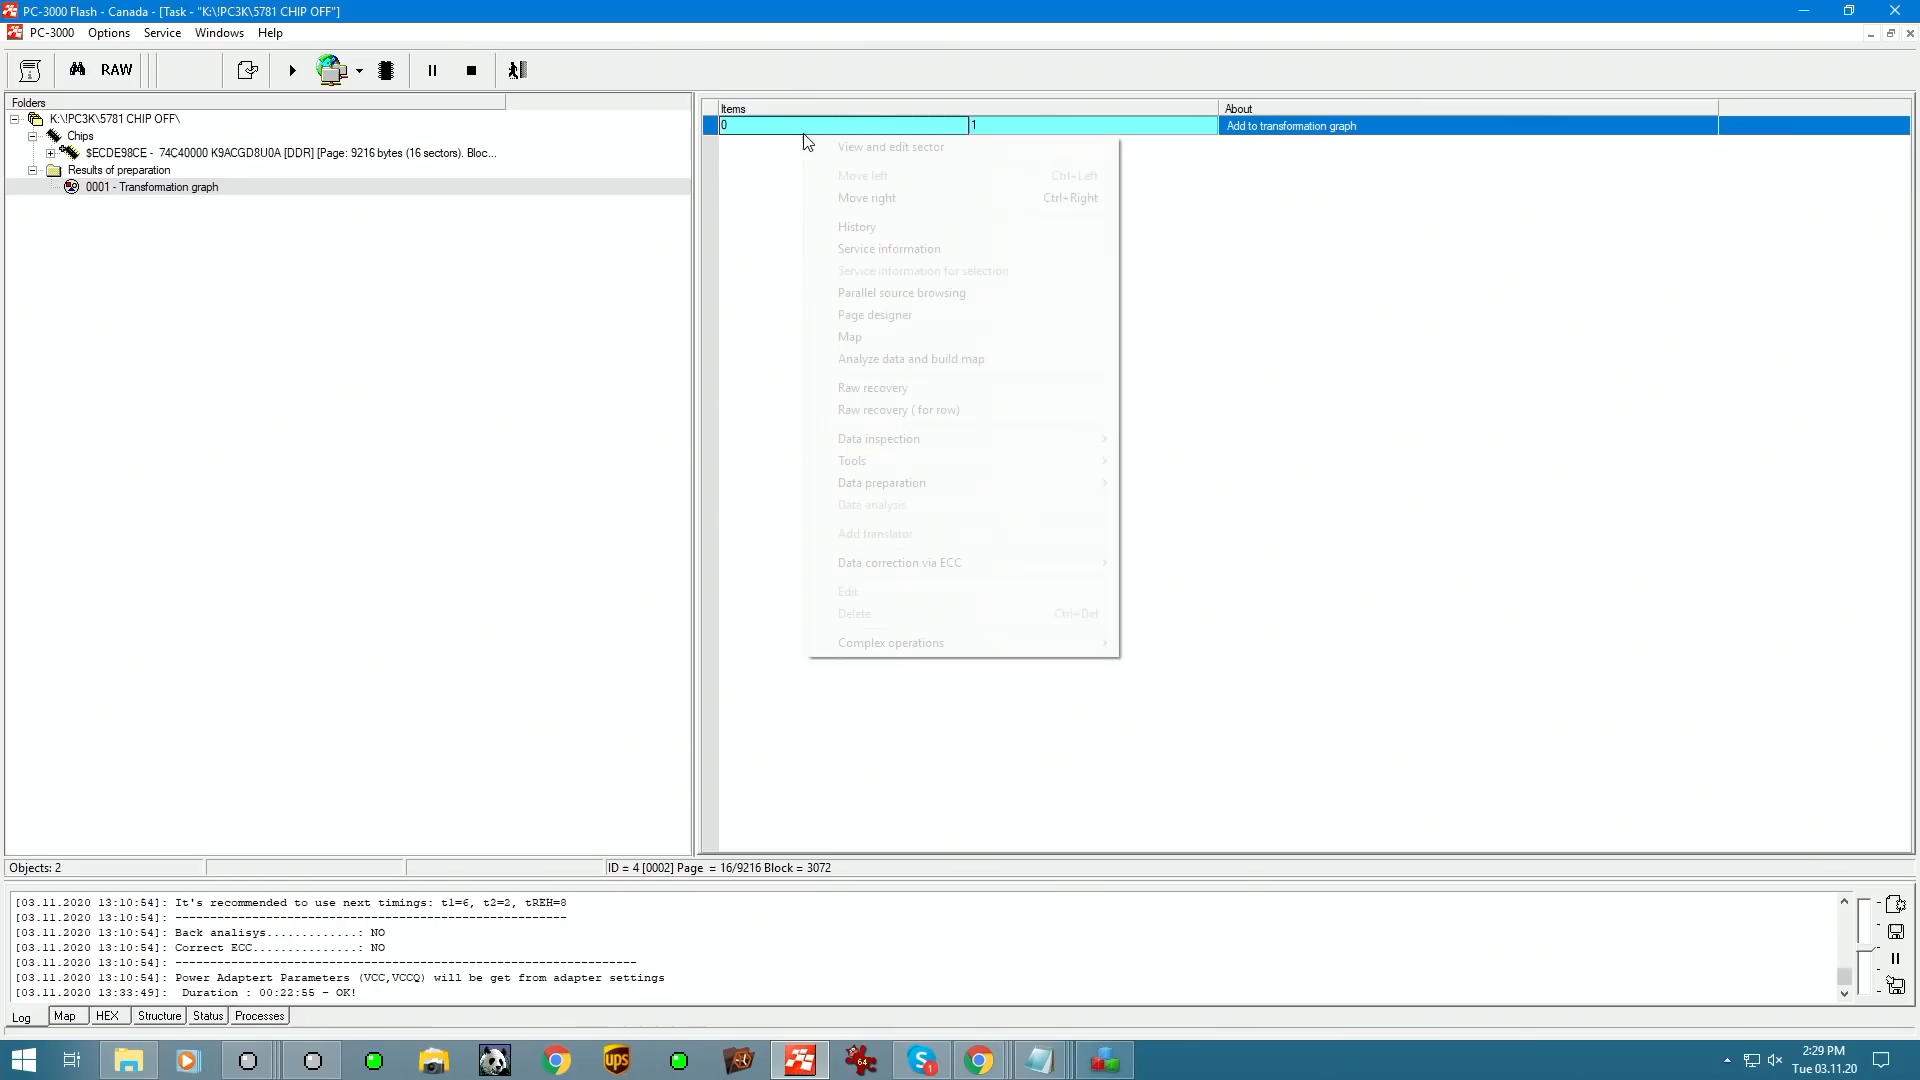 PC-3000 Flash - Canada - [Task - "K:\!PC3K\5781 CHIP OFF"]
PC-3000 Options Service Windows Help
RAW
Folders
K:\!PC3K\5781 CHIP OFF\
Chips
$ECDE98CE - 74C40000 K9ACGD8U0A [DDR] [Page: 9216 bytes (16 sectors). Bloc...
Results of preparation
0001 - Transformation graph
Items About
0 1 Add to transformation graph
View and edit sector
Move left Ctrl+Left
Move right Ctrl+Right
History
Service information
Service information for selection
Parallel source browsing
Page designer
Map
Analyze data and build map
Raw recovery
Raw recovery ( for row)
Data inspection
Tools
Data preparation
Data analysis
Add translator
Data correction via ECC
Edit
Delete Ctrl+Del
Complex operations
Objects: 2 ID = 4 [0002] Page = 16/9216 Block = 3072
[03.11.2020 13:10:54]: It's recommended to use next timings: t1=6, t2=2, tREH=8
[03.11.2020 13:10:54]: --------------------------------------------------------
[03.11.2020 13:10:54]: Back analisys.............: NO
[03.11.2020 13:10:54]: Correct ECC...............: NO
[03.11.2020 13:10:54]: ------------------------------------------------------------------
[03.11.2020 13:10:54]: Power Adaptert Parameters (VCC,VCCQ) will be get from adapter settings
[03.11.2020 13:33:49]: Duration : 00:22:55 - OK!
Log Map HEX Structure Status Processes
ups
64
S 1
2:29 PM
Tue 03.11.20